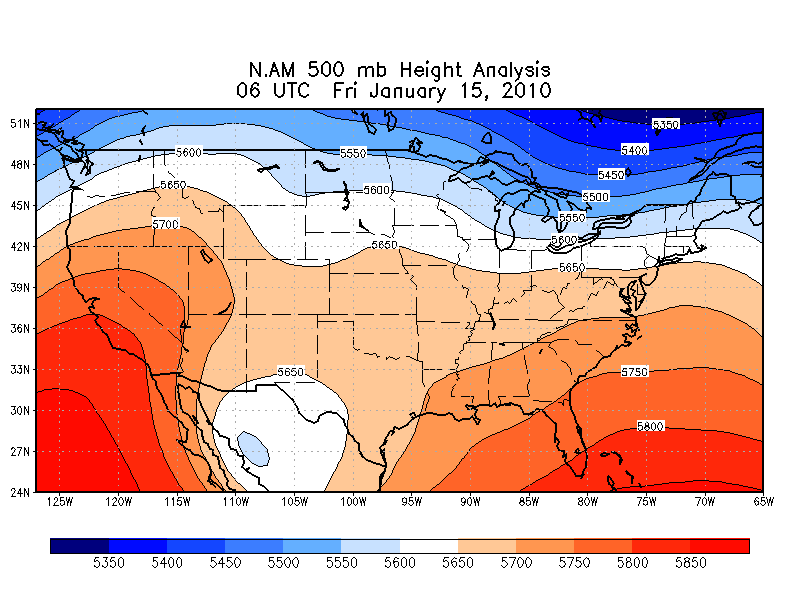 N.AM 500 mb Height Analysis
06 UTC Fri January 15, 2010
51N
5350
5400
5600
5550
48N
5450
5650
5600
5500
45N
5550
5700
5600
42N
5650
5650
39N
36N
33N
5650
5750
30N
5800
27N
24N
125W 120W 115W 110W 105W 100W 95W 90W 85W 80W 75W 70W 65W
5350 5400 5450 5500 5550 5600 5650 5700 5750 5800 5850